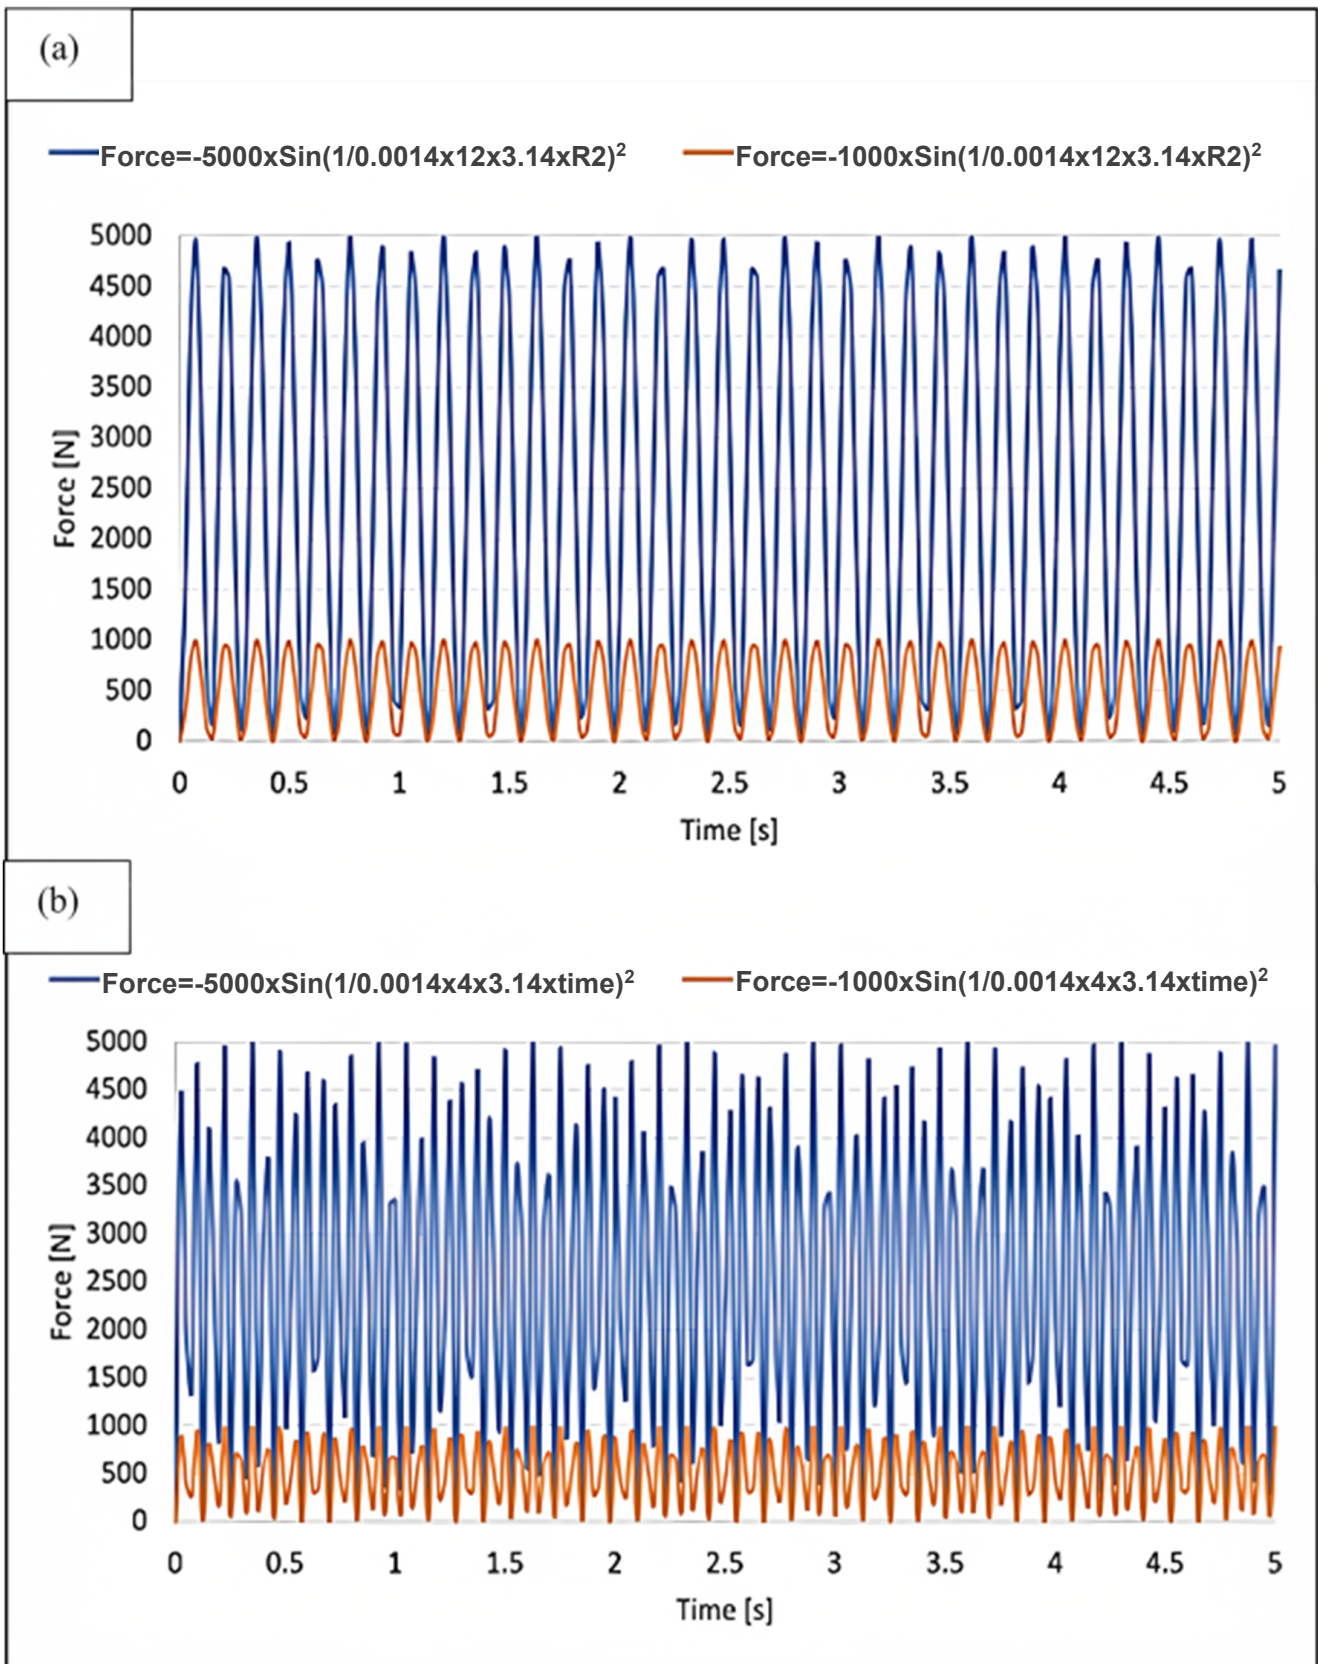 (a)
Force=-5000xSin(1/0.0014x12x3.14xR2)² Force=-1000xSin(1/0.0014x12x3.14xR2)²
5000
4500
4000
3500
3000
2500
2000
1500
1000
500
0
Force [N]
0 0.5 1 1.5 2 2.5 3 3.5 4 4.5 5
Time [s]
(b)
Force=-5000xSin(1/0.0014x4x3.14xtime)² Force=-1000xSin(1/0.0014x4x3.14xtime)²
5000
4500
4000
3500
3000
2500
2000
1500
1000
500
0
Force [N]
0 0.5 1 1.5 2 2.5 3 3.5 4 4.5 5
Time [s]